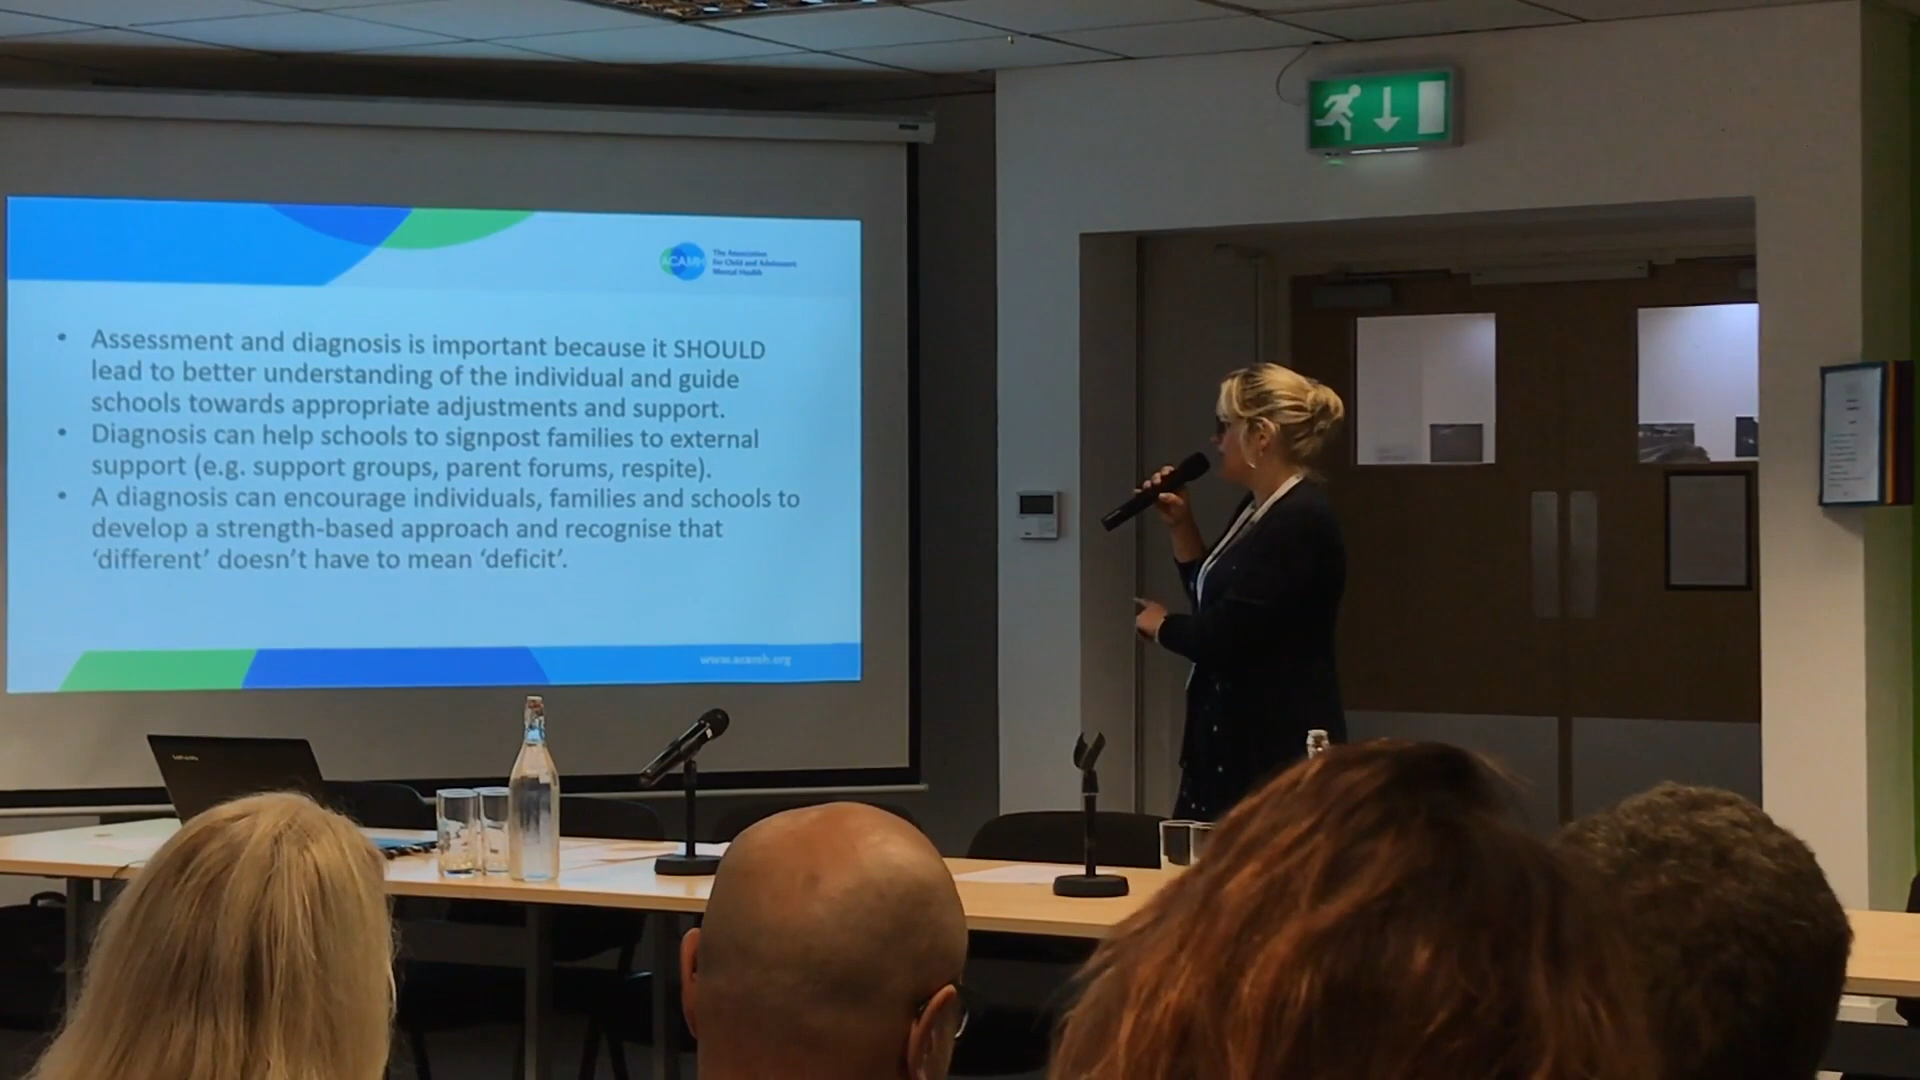 ACAMH
The Association
for Child and Adolescent
Mental Health
• Assessment and diagnosis is important because it SHOULD
lead to better understanding of the individual and guide
schools towards appropriate adjustments and support.
• Diagnosis can help schools to signpost families to external
support (e.g. support groups, parent forums, respite).
• A diagnosis can encourage individuals, families and schools to
develop a strength-based approach and recognise that
‘different’ doesn’t have to mean ‘deficit’.
www.acamh.org